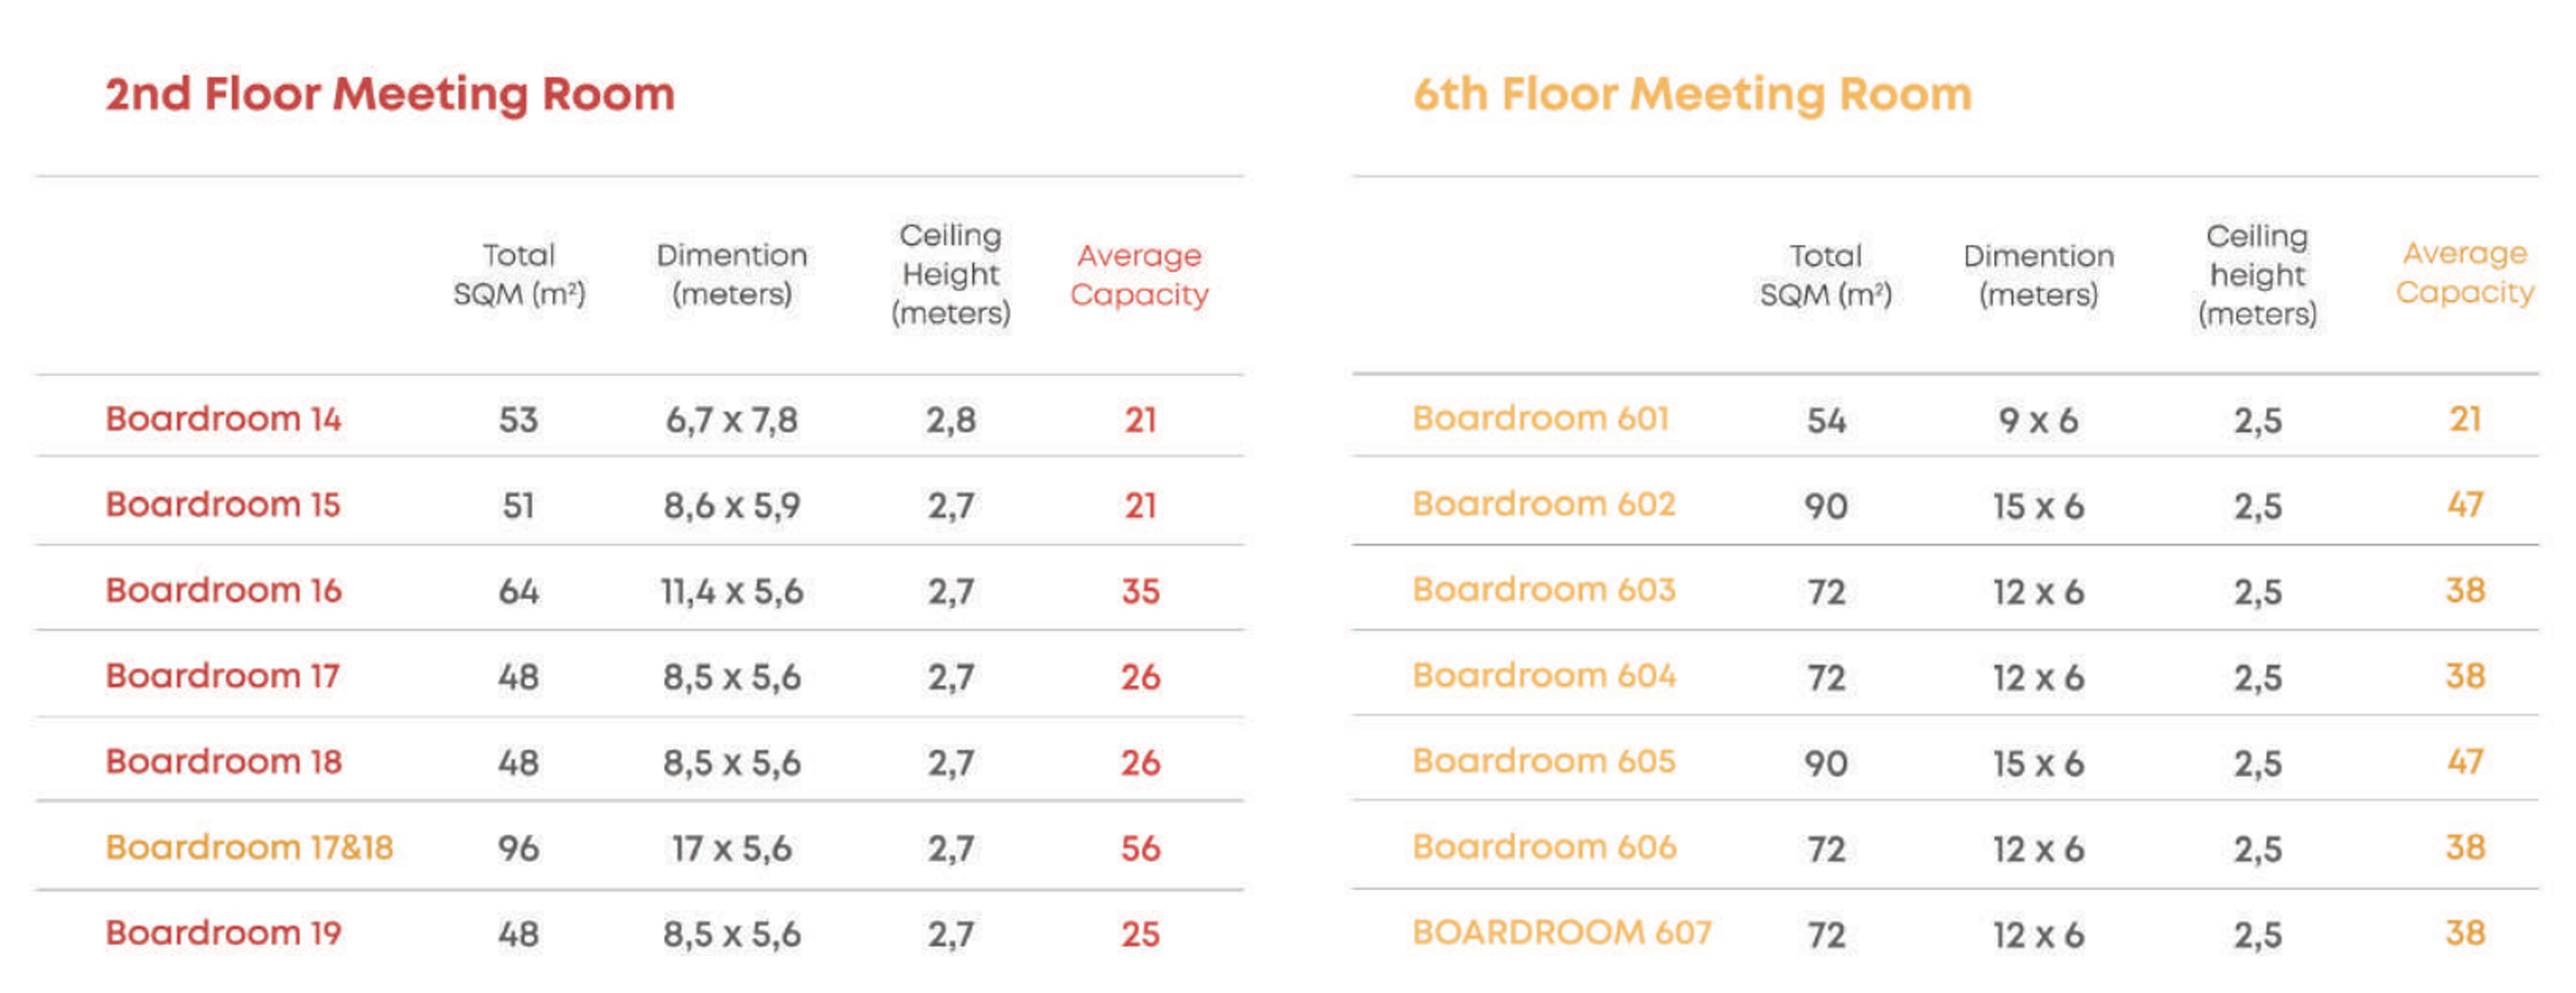 2nd Floor Meeting Room
Total SQM (m²) Dimention (meters) Ceiling Height (meters) Average Capacity
Boardroom 14 53 6,7 x 7,8 2,8 21
Boardroom 15 51 8,6 x 5,9 2,7 21
Boardroom 16 64 11,4 x 5,6 2,7 35
Boardroom 17 48 8,5 x 5,6 2,7 26
Boardroom 18 48 8,5 x 5,6 2,7 26
Boardroom 17&18 96 17 x 5,6 2,7 56
Boardroom 19 48 8,5 x 5,6 2,7 25
6th Floor Meeting Room
Total SQM (m²) Dimention (meters) Ceiling height (meters) Average Capacity
Boardroom 601 54 9 x 6 2,5 21
Boardroom 602 90 15 x 6 2,5 47
Boardroom 603 72 12 x 6 2,5 38
Boardroom 604 72 12 x 6 2,5 38
Boardroom 605 90 15 x 6 2,5 47
Boardroom 606 72 12 x 6 2,5 38
BOARDROOM 607 72 12 x 6 2,5 38